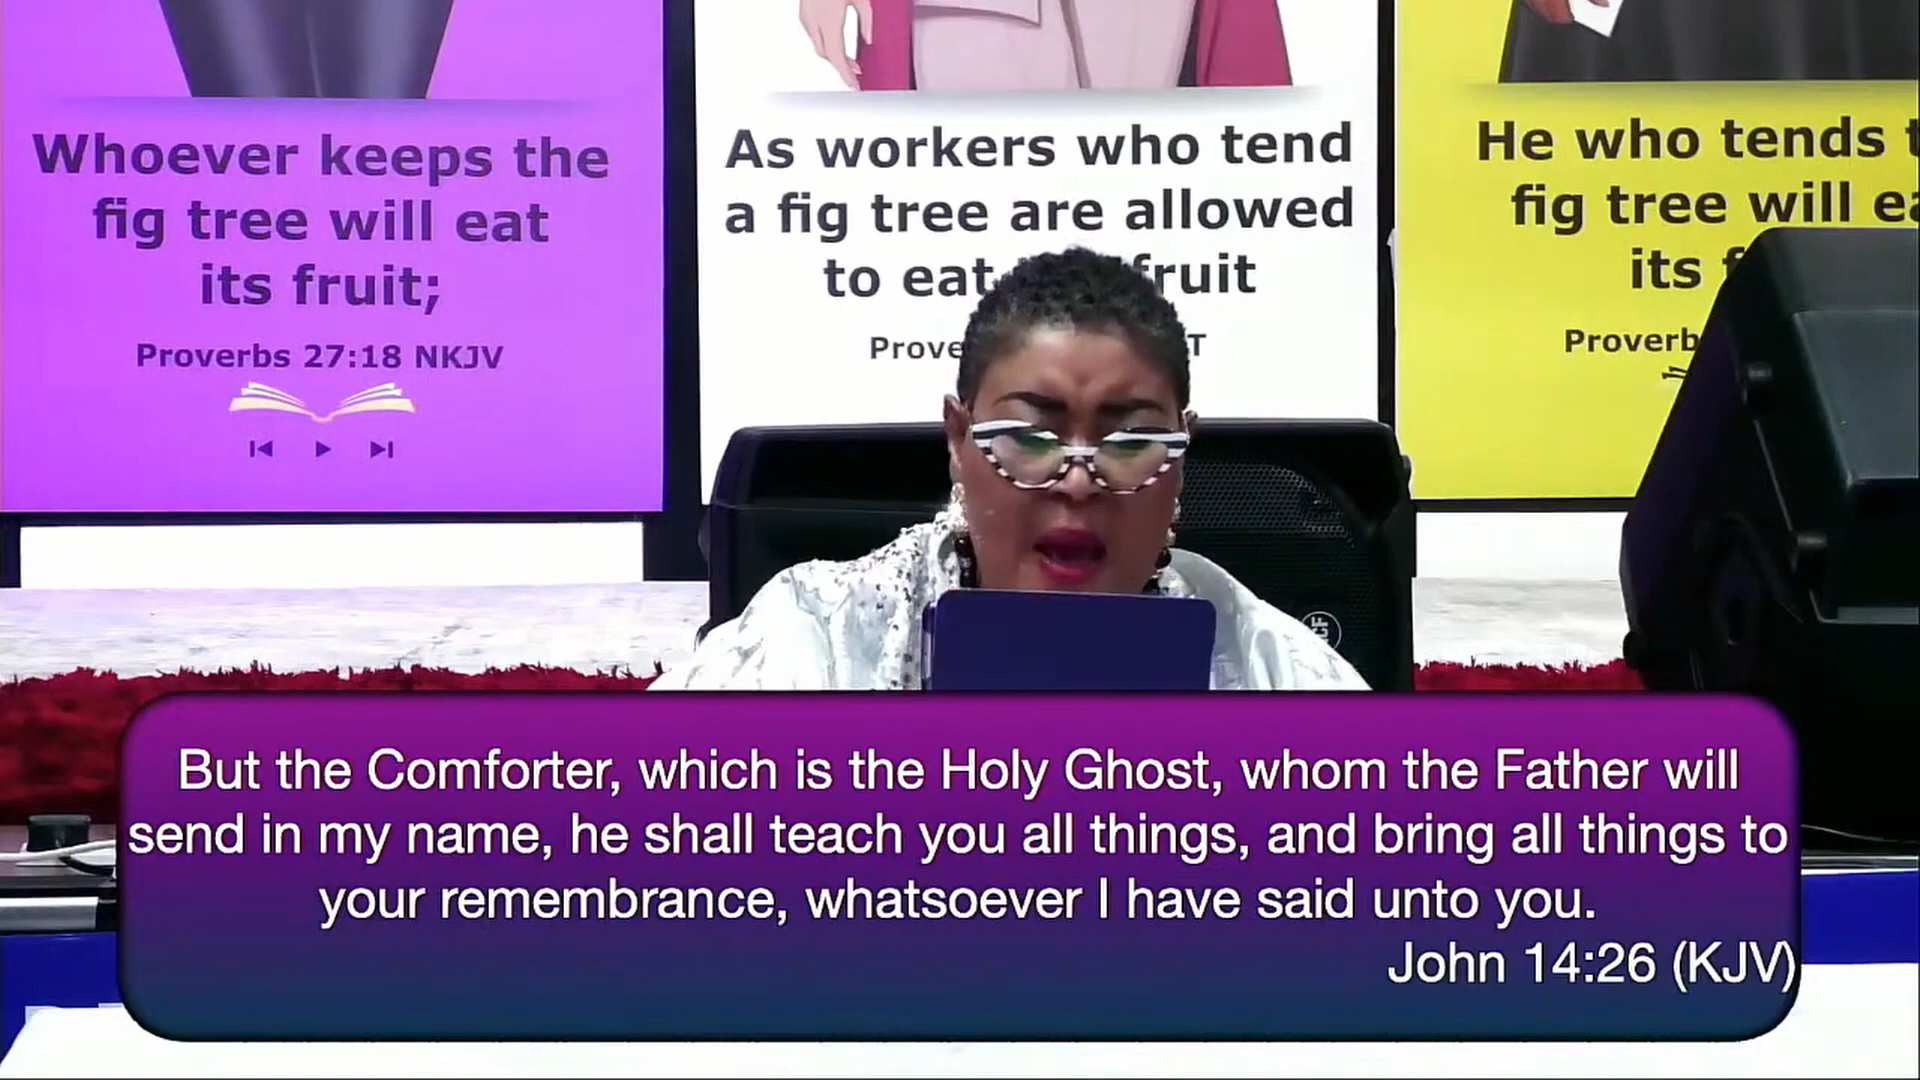 Whoever keeps the
fig tree will eat
its fruit;
Proverbs 27:18 NKJV
As workers who tend
a fig tree are allowed
to eat fruit
He who tends
fig tree will
its
But the Comforter, which is the Holy Ghost, whom the Father will
send in my name, he shall teach you all things, and bring all things to
your remembrance, whatsoever I have said unto you.
John 14:26 (KJV)